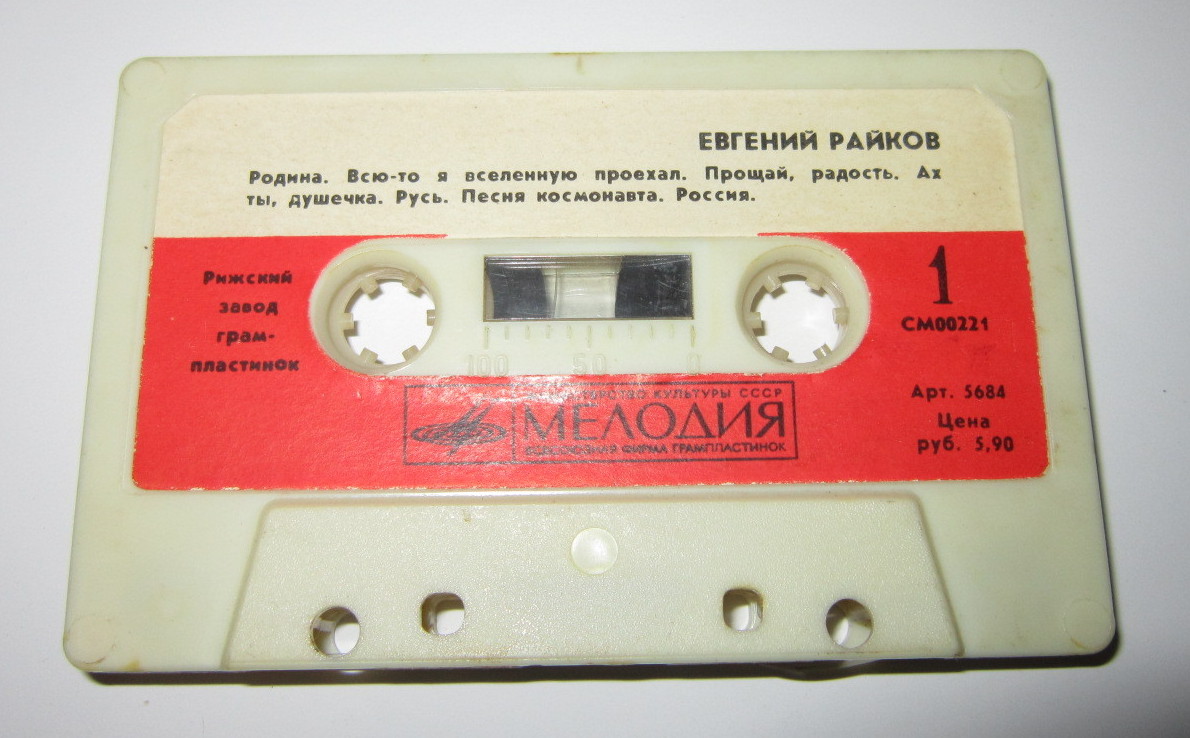 ЕВГЕНИЙ РАЙКОВ
Родина. Всю-то я вселенную проехал. Прощай, радость. Ах
ты, душечка. Русь. Песня космонавта. Россия.
Рижский
завод
грам-
пластинок
1
СМ00221
100 50 0
КУЛЬТУРЫ СССР
МЕЛОДИЯ
ФИРМА ГРАМПЛАСТИНОК
Арт. 5684
Цена
руб. 5,90